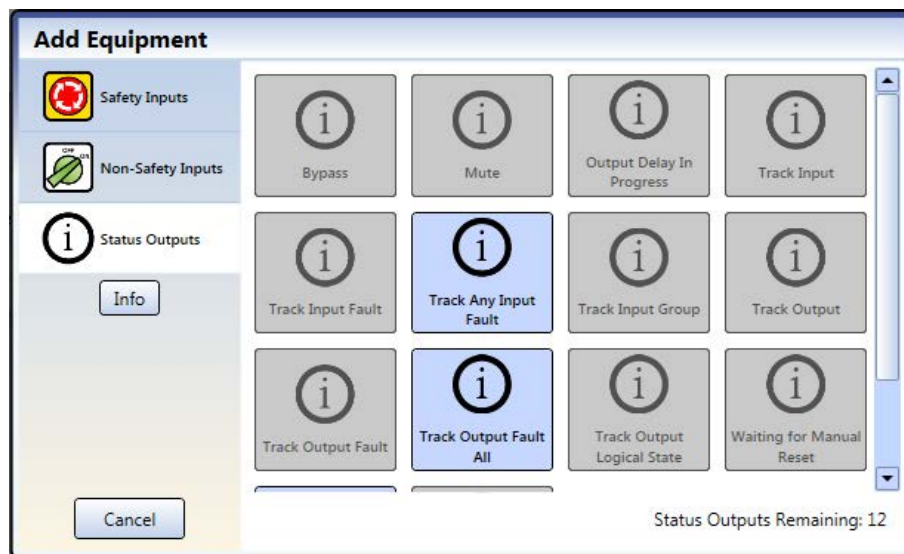 Add Equipment
Safety Inputs
OFF
ON
Non-Safety Inputs
Status Outputs
Info
Cancel
Bypass
Mute
Output Delay In
Progress
Track Input
Track Input Fault
Track Any Input
Fault
Track Input Group
Track Output
Track Output Fault
Track Output Fault
All
Track Output
Logical State
Waiting for Manual
Reset
Status Outputs Remaining: 12